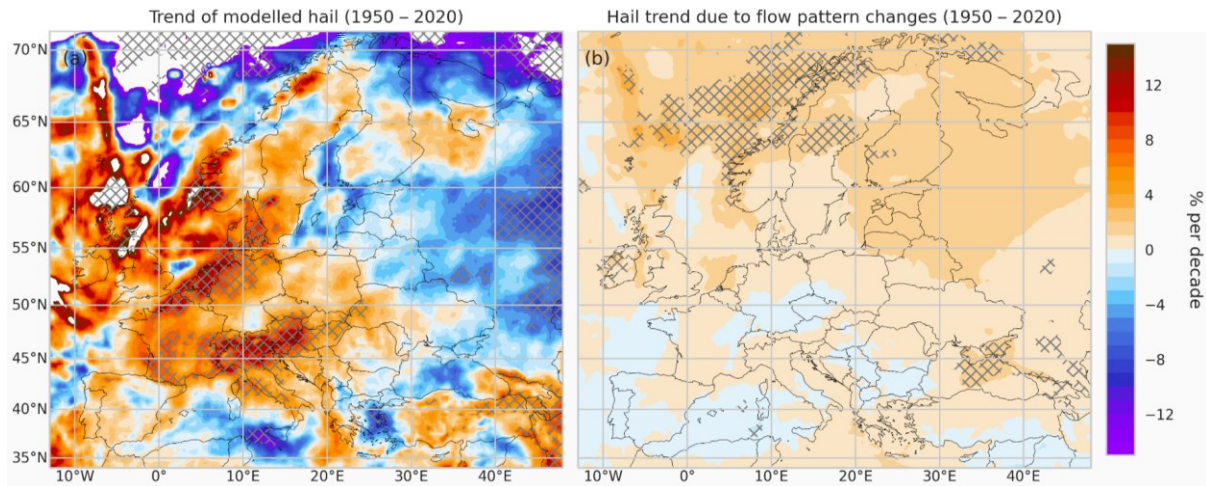 Trend of modelled hail (1950 – 2020)
Hail trend due to flow pattern changes (1950 – 2020)
(a)
70°N
65°N
60°N
55°N
50°N
45°N
40°N
35°N
10°W 0° 10°E 20°E 30°E 40°E
(b)
10°W 0° 10°E 20°E 30°E 40°E
12
8
4
0
−4
−8
−12
% per decade